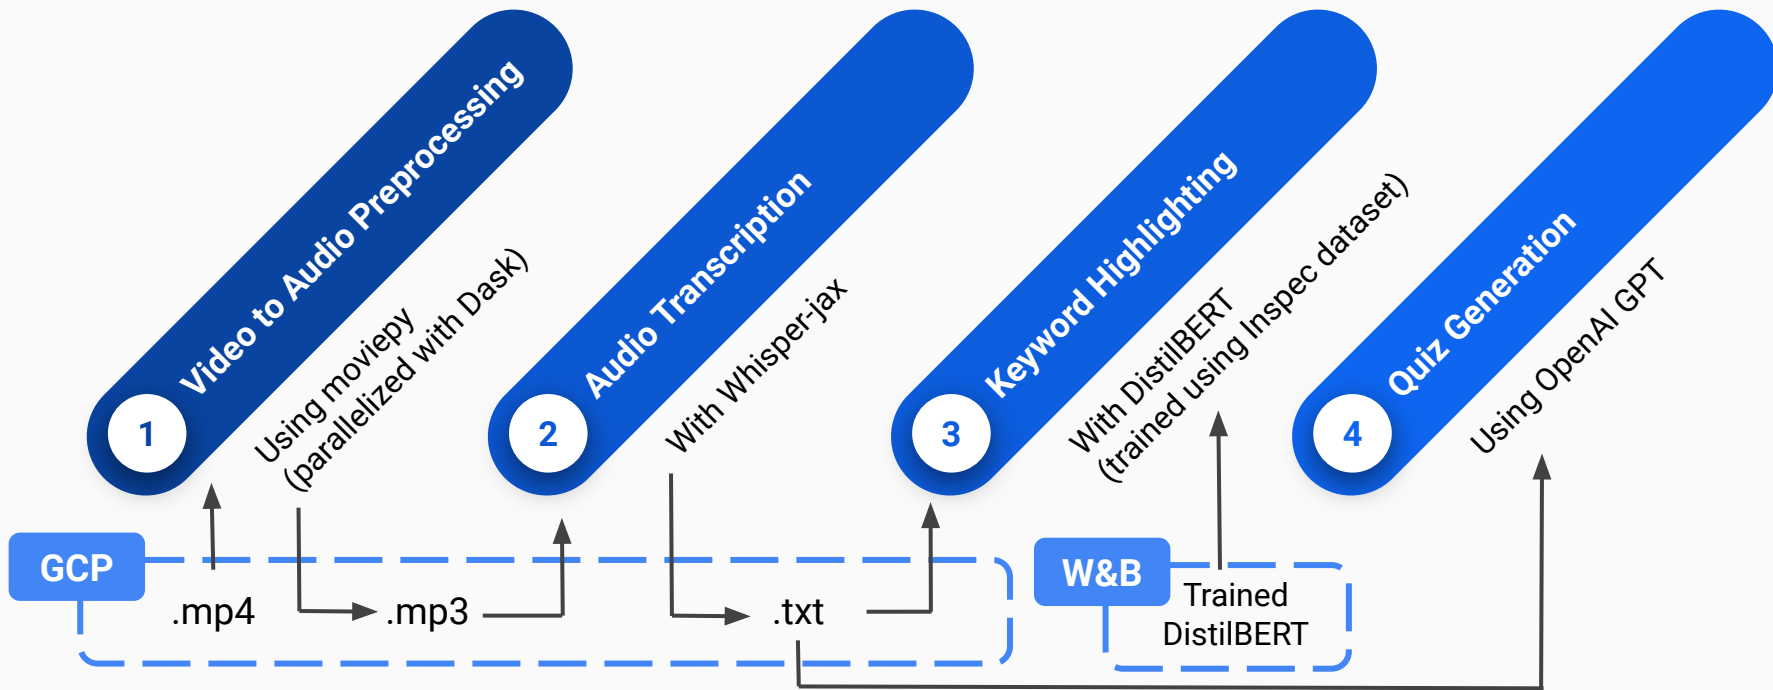 Video to Audio Preprocessing
Using moviepy
(parallelized with Dask)
1
Audio Transcription
With Whisper-jax
2
Keyword Highlighting
With DistilBERT
(trained using Inspec dataset)
3
Quiz Generation
Using OpenAI GPT
4
GCP
.mp4
.mp3
.txt
W&B
Trained
DistilBERT